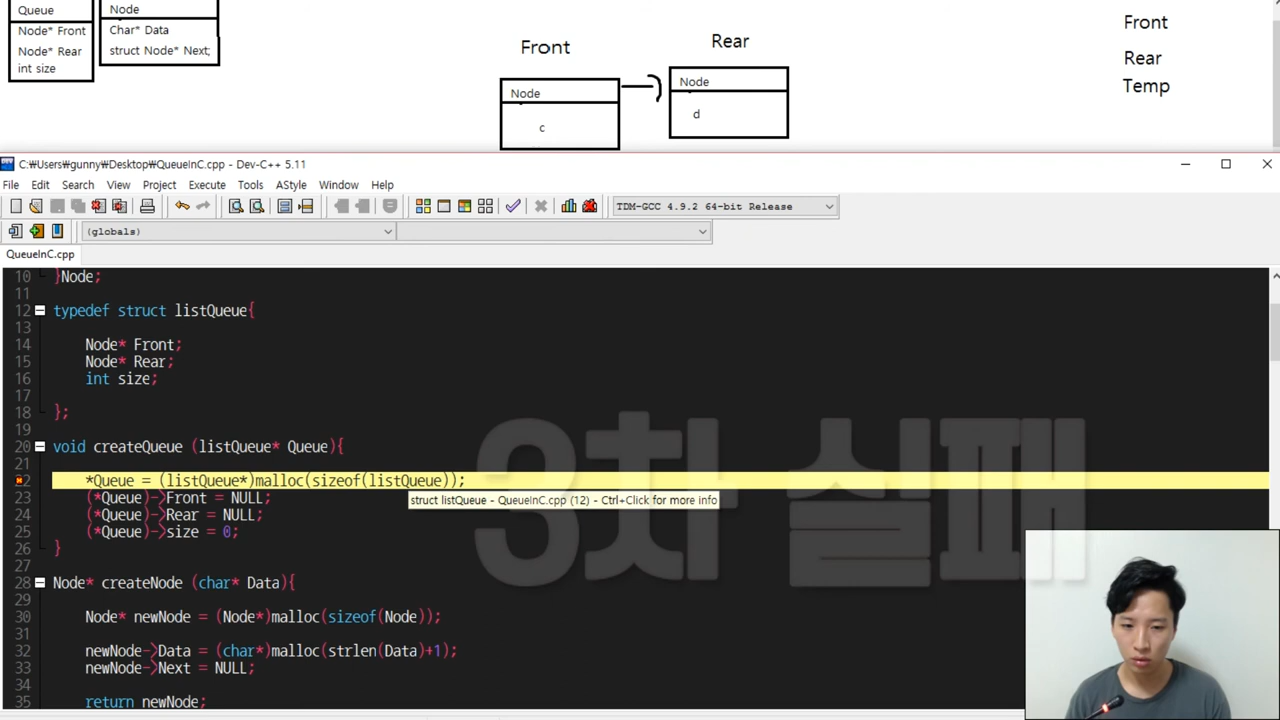 Queue
Node* Front
Node* Rear
int size
Node
Char* Data
struct Node* Next;
Front
Rear
Node
c
Node
d
Front
Rear
Temp
C:₩Users₩gunny₩Desktop₩QueueInC.cpp - Dev-C++ 5.11
File Edit Search View Project Execute Tools AStyle Window Help
TDM-GCC 4.9.2 64-bit Release
(globals)
QueueInC.cpp
10 }Node;
11
12 typedef struct listQueue{
13
14 Node* Front;
15 Node* Rear;
16 int size;
17
18 };
19
20 void createQueue (listQueue* Queue){
21
*Queue = (listQueue*)malloc(sizeof(listQueue));
23 (*Queue)->Front = NULL;
struct listQueue - QueueInC.cpp (12) - Ctrl+Click for more info
24 (*Queue)->Rear = NULL;
25 (*Queue)->size = 0;
26 }
27
28 Node* createNode (char* Data){
29
30 Node* newNode = (Node*)malloc(sizeof(Node));
31
32 newNode->Data = (char*)malloc(strlen(Data)+1);
33 newNode->Next = NULL;
34
35 return newNode;
3차 실패